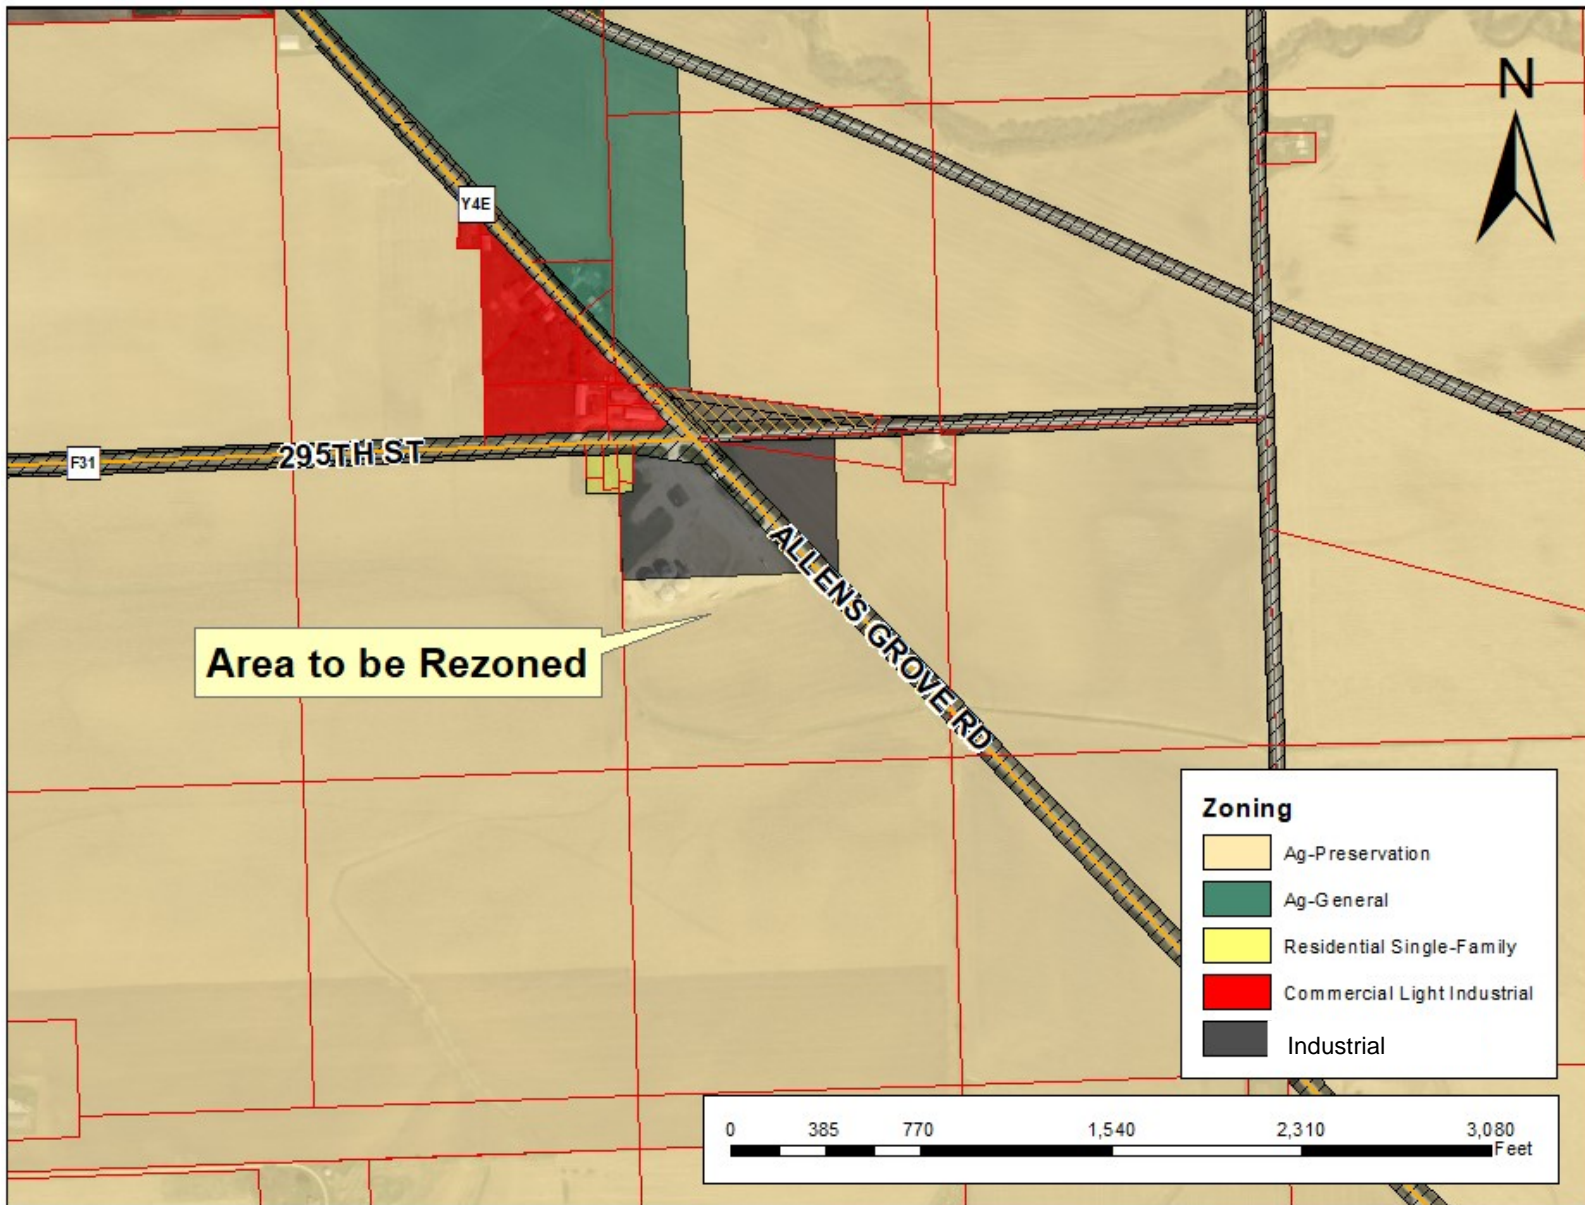 N
Y4E
F31
295TH ST
ALLENS GROVE RD
Area to be Rezoned
Zoning
Ag-Preservation
Ag-General
Residential Single-Family
Commercial Light Industrial
Industrial
0 385 770 1,540 2,310 3,080
Feet